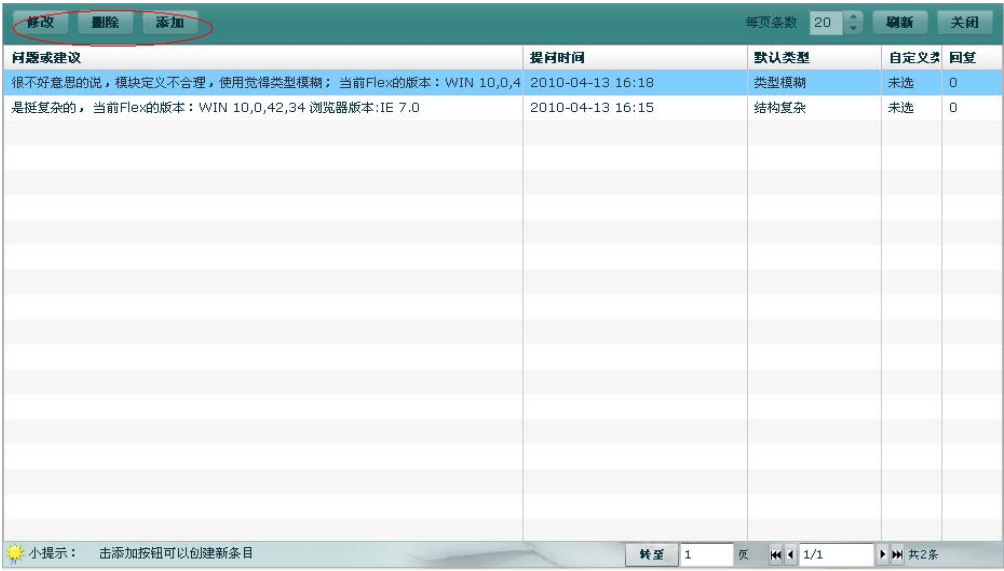 修改 删除 添加 每页条数 20 刷新 关闭
问题或建议 提问时间 默认类型 自定义类 回复
很不好意思的说，模块定义不合理，使用觉得类型模糊； 当前Flex的版本：WIN 10,0,4 2010-04-13 16:18 类型模糊 未选 0
是挺复杂的，当前Flex的版本：WIN 10,0,42,34 浏览器版本:IE 7.0 2010-04-13 16:15 结构复杂 未选 0
小提示： 击添加按钮可以创建新条目 转至 1 页 1/1 共2条